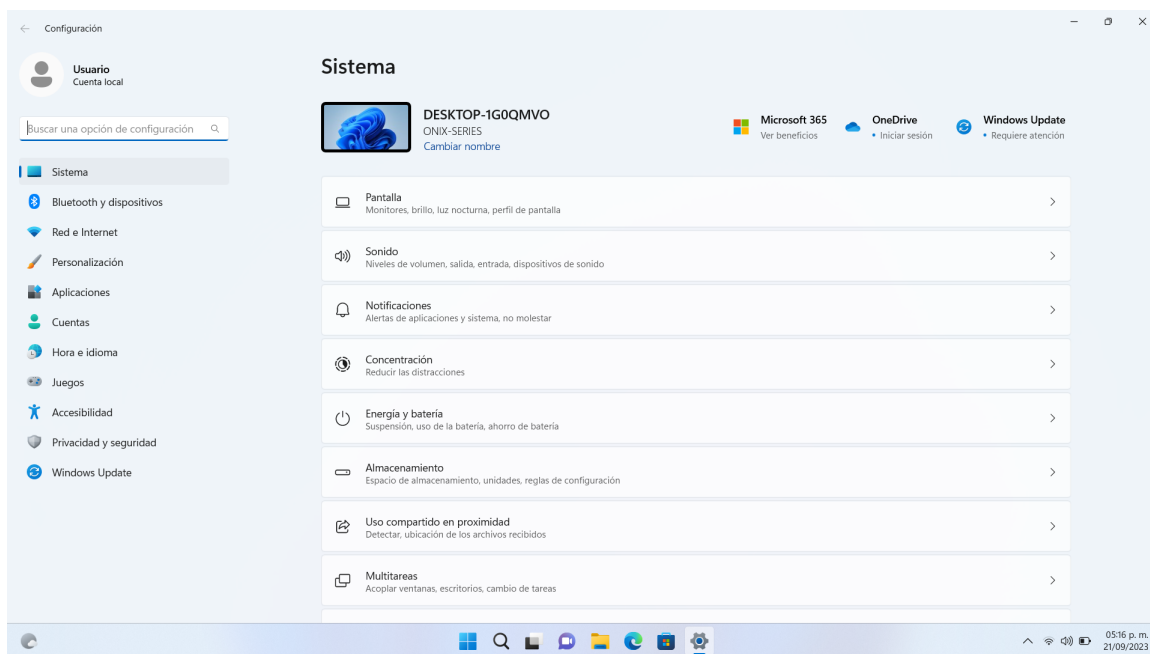 Configuración
Usuario
Cuenta local
Buscar una opción de configuración
Sistema
Bluetooth y dispositivos
Red e Internet
Personalización
Aplicaciones
Cuentas
Hora e idioma
Juegos
Accesibilidad
Privacidad y seguridad
Windows Update
Sistema
DESKTOP-1G0QMVO
ONIX-SERIES
Cambiar nombre
Microsoft 365
Ver beneficios
OneDrive
• Iniciar sesión
Windows Update
• Requiere atención
Pantalla
Monitores, brillo, luz nocturna, perfil de pantalla
Sonido
Niveles de volumen, salida, entrada, dispositivos de sonido
Notificaciones
Alertas de aplicaciones y sistema, no molestar
Concentración
Reducir las distracciones
Energía y batería
Suspensión, uso de la batería, ahorro de batería
Almacenamiento
Espacio de almacenamiento, unidades, reglas de configuración
Uso compartido en proximidad
Detectar, ubicación de los archivos recibidos
Multitareas
Acoplar ventanas, escritorios, cambio de tareas
05:16 p. m.
21/09/2023